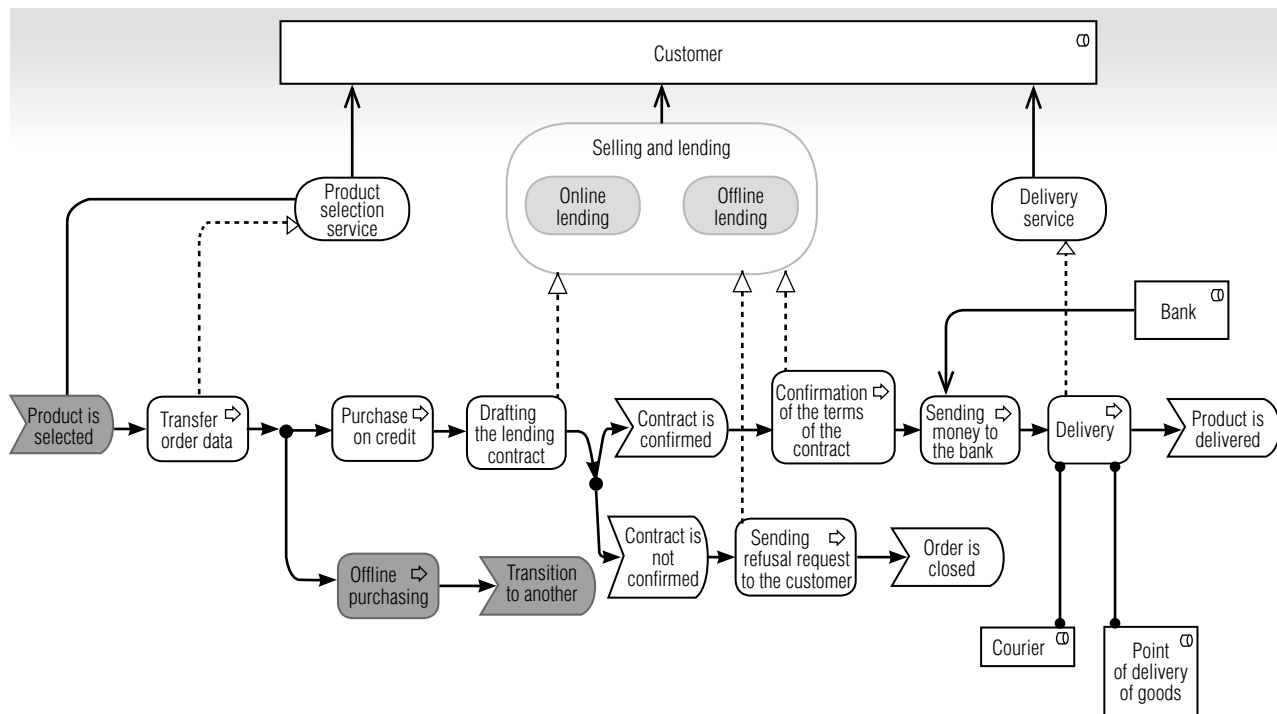 Customer
Selling and lending
Product
selection
service
Online
lending
Offline
lending
Delivery
service
Bank
Product is
selected
Transfer
order data
Purchase
on credit
Drafting
the lending
contract
Contract is
confirmed
Confirmation
of the terms
of the
contract
Sending
money to
the bank
Delivery
Product is
delivered
Offline
purchasing
Transition
to another
Contract is
not
confirmed
Sending
refusal request
to the customer
Order is
closed
Courier
Point
of delivery
of goods